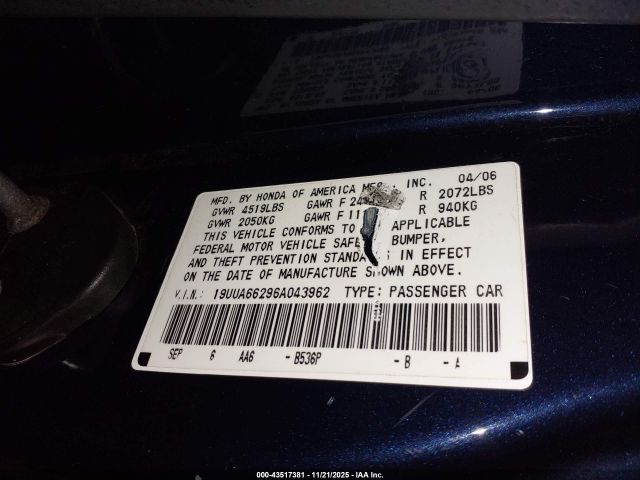 MFD. BY HONDA OF AMERICA MFG., INC. 04/06
GVWR 4519LBS GAWR F 24 R 2072LBS
GVWR 2050KG GAWR F 11 R 940KG
THIS VEHICLE CONFORMS TO APPLICABLE
FEDERAL MOTOR VEHICLE SAFE BUMPER,
AND THEFT PREVENTION STANDA S IN EFFECT
ON THE DATE OF MANUFACTURE SHOWN ABOVE.
V.I.N: 19UUA66296A043962 TYPE: PASSENGER CAR
SEP 6 AA6 -B536P -B -A
000-43517381 - 11/21/2025 - IAA Inc.